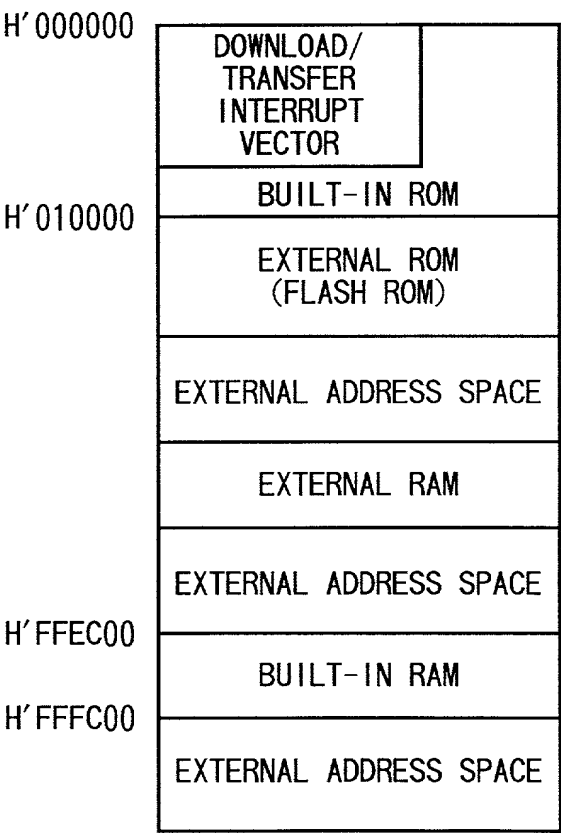 H'000000
DOWNLOAD/
TRANSFER
INTERRUPT
VECTOR
BUILT-IN ROM
H'010000
EXTERNAL ROM
(FLASH ROM)
EXTERNAL ADDRESS SPACE
EXTERNAL RAM
EXTERNAL ADDRESS SPACE
H'FFEC00
BUILT-IN RAM
H'FFFC00
EXTERNAL ADDRESS SPACE